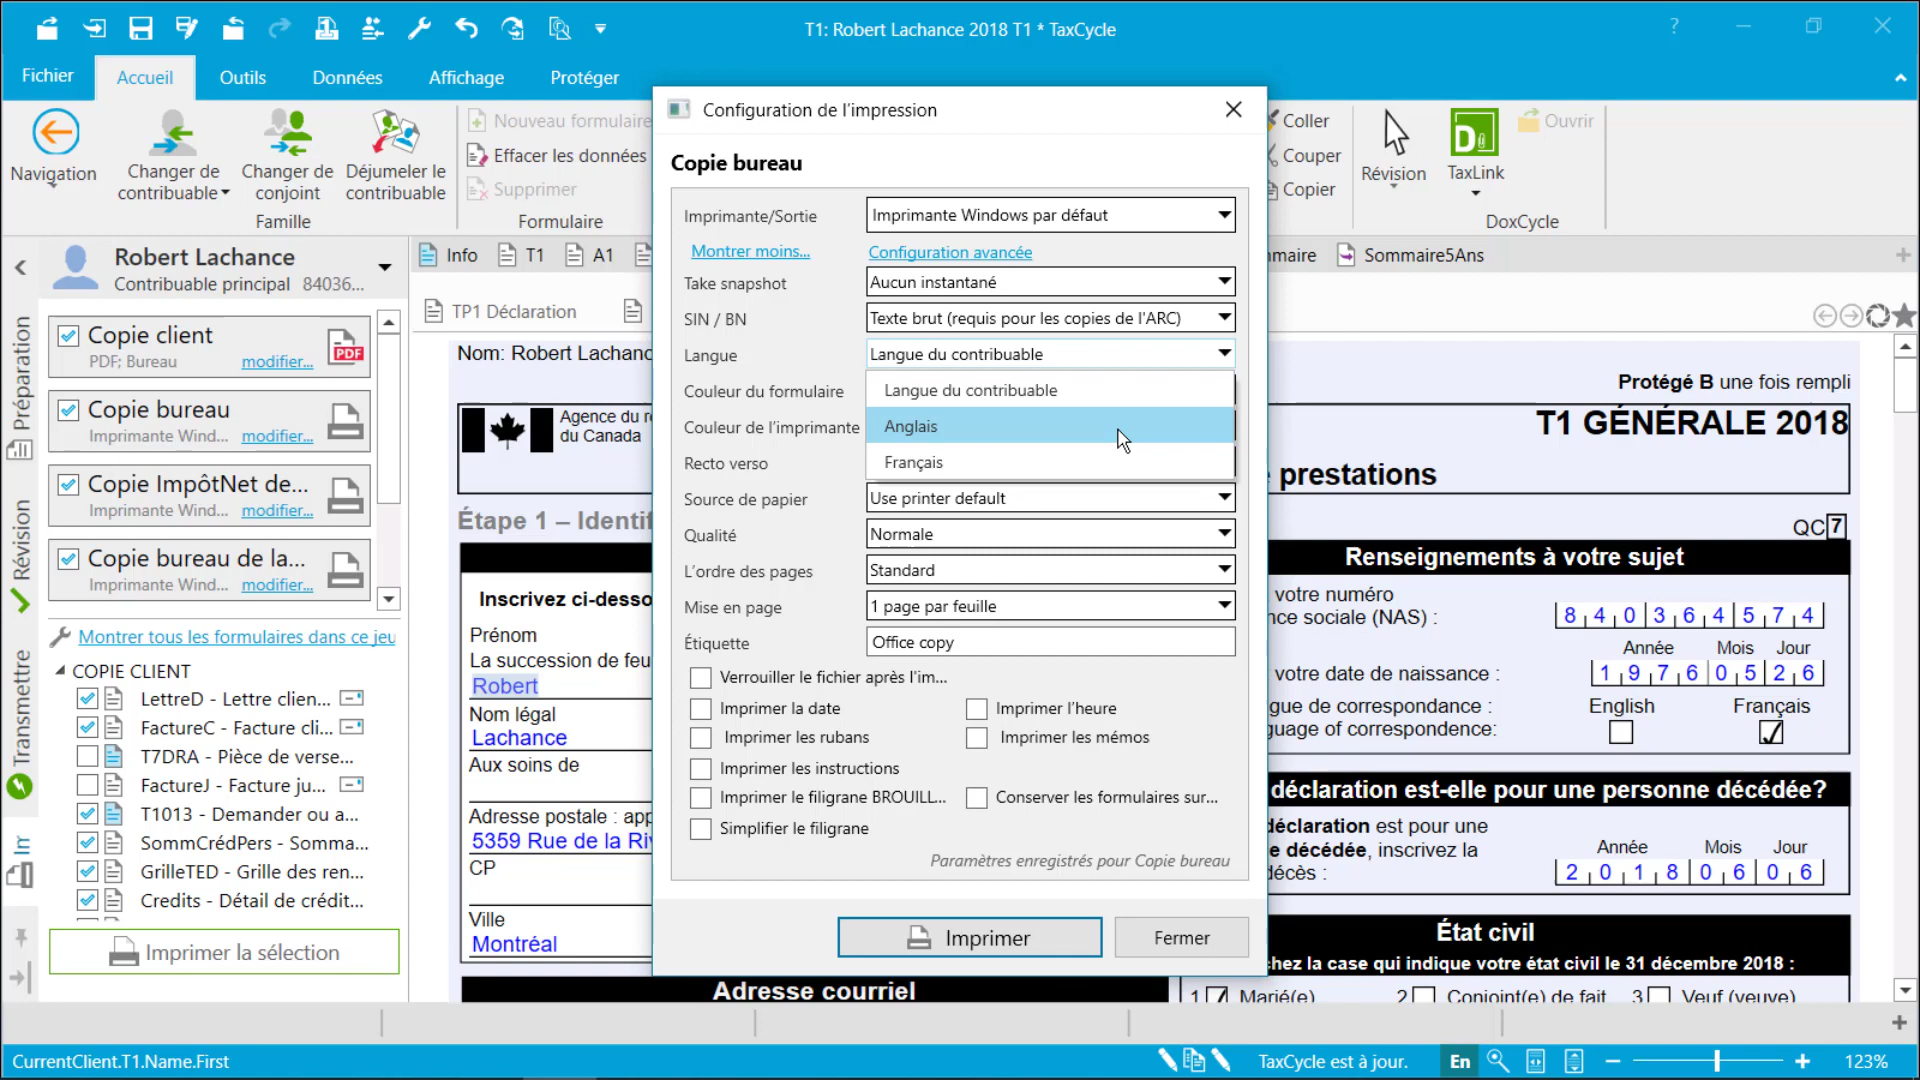 T1: Robert Lachance 2018 T1 * TaxCycle
?
Fichier
Accueil
Outils
Données
Affichage
Protéger
Navigation
Changer de
contribuable
Changer de
conjoint
Déjumeler le
contribuable
Famille
Nouveau formulaire
Effacer les données
Supprimer
Formulaire
Coller
Couper
Copier
Révision
TaxLink
Ouvrir
DoxCycle
Robert Lachance
Contribuable principal 84036...
Info
T1
A1
maire
Sommaire5Ans
TP1 Déclaration
Préparation
Révision
Transmettre
Copie client
PDF; Bureau
modifier...
PDF
Copie bureau
Imprimante Wind...
modifier...
Copie ImpôtNet de...
Imprimante Wind...
modifier...
Copie bureau de la...
Imprimante Wind...
modifier...
Montrer tous les formulaires dans ce jeu
COPIE CLIENT
LettreD - Lettre clien...
FactureC - Facture cli...
T7DRA - Pièce de verse...
FactureJ - Facture ju...
T1013 - Demander ou a...
SommCrédPers - Somma...
GrilleTED - Grille des ren...
Credits - Détail de crédit...
Imprimer la sélection
Configuration de l'impression
Copie bureau
Imprimante/Sortie
Imprimante Windows par défaut
Montrer moins...
Configuration avancée
Take snapshot
Aucun instantané
SIN / BN
Texte brut (requis pour les copies de l'ARC)
Langue
Langue du contribuable
Couleur du formulaire
Langue du contribuable
Couleur de l'imprimante
Anglais
Recto verso
Français
Source de papier
Use printer default
Qualité
Normale
L'ordre des pages
Standard
Mise en page
1 page par feuille
Étiquette
Office copy
Verrouiller le fichier après l'im...
Imprimer la date
Imprimer l'heure
Imprimer les rubans
Imprimer les mémos
Imprimer les instructions
Imprimer le filigrane BROUILL...
Conserver les formulaires sur...
Simplifier le filigrane
Paramètres enregistrés pour Copie bureau
Imprimer
Fermer
Nom: Robert Lachanc
Agence du r
du Canada
Étape 1 – Identif
Inscrivez ci-desso
Prénom
La succession de feu
Robert
Nom légal
Lachance
Aux soins de
Adresse postale : app
5359 Rue de la Riv
CP
Ville
Montréal
Adresse courriel
Protégé B une fois rempli
T1 GÉNÉRALE 2018
prestations
QC 7
Renseignements à votre sujet
votre numéro
nce sociale (NAS) :
8 4 0 3 6 4 5 7 4
Année Mois Jour
votre date de naissance :
1 9 7 6 0 5 2 6
gue de correspondance :
English
Français
guage of correspondence:
déclaration est-elle pour une personne décédée?
déclaration est pour une
e décédée, inscrivez la
décès :
Année Mois Jour
2 0 1 8 0 6 0 6
État civil
hez la case qui indique votre état civil le 31 décembre 2018 :
1 Marié(e)
2 Conjoint(e) de fait
3 Veuf (veuve)
CurrentClient.T1.Name.First
TaxCycle est à jour.
En
123%